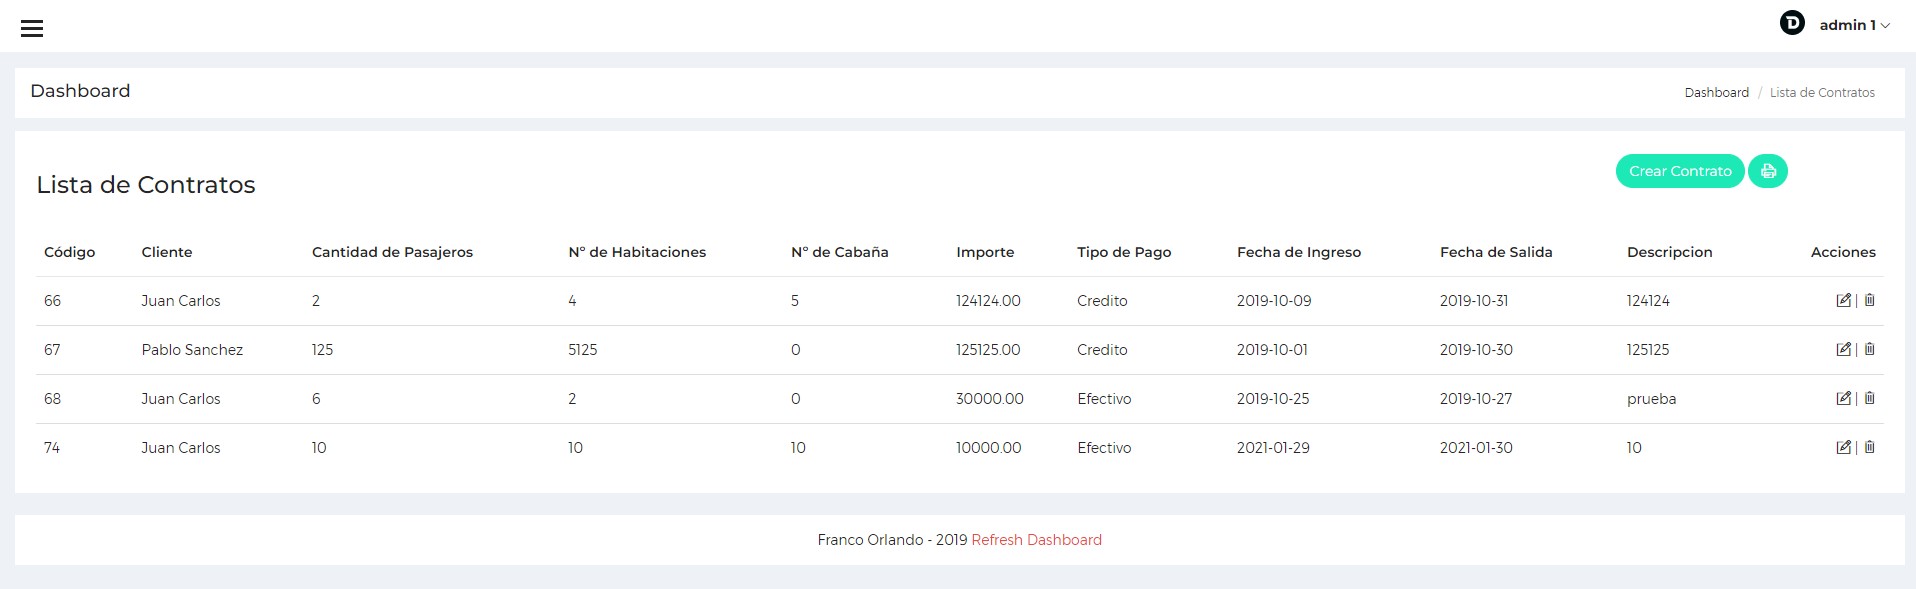 D admin 1
Dashboard Dashboard / Lista de Contratos
Lista de Contratos Crear Contrato
Código Cliente Cantidad de Pasajeros Nº de Habitaciones Nº de Cabaña Importe Tipo de Pago Fecha de Ingreso Fecha de Salida Descripcion Acciones
66 Juan Carlos 2 4 5 124124.00 Credito 2019-10-09 2019-10-31 124124 |
67 Pablo Sanchez 125 5125 0 125125.00 Credito 2019-10-01 2019-10-30 125125 |
68 Juan Carlos 6 2 0 30000.00 Efectivo 2019-10-25 2019-10-27 prueba |
74 Juan Carlos 10 10 10 10000.00 Efectivo 2021-01-29 2021-01-30 10 |
Franco Orlando - 2019 Refresh Dashboard